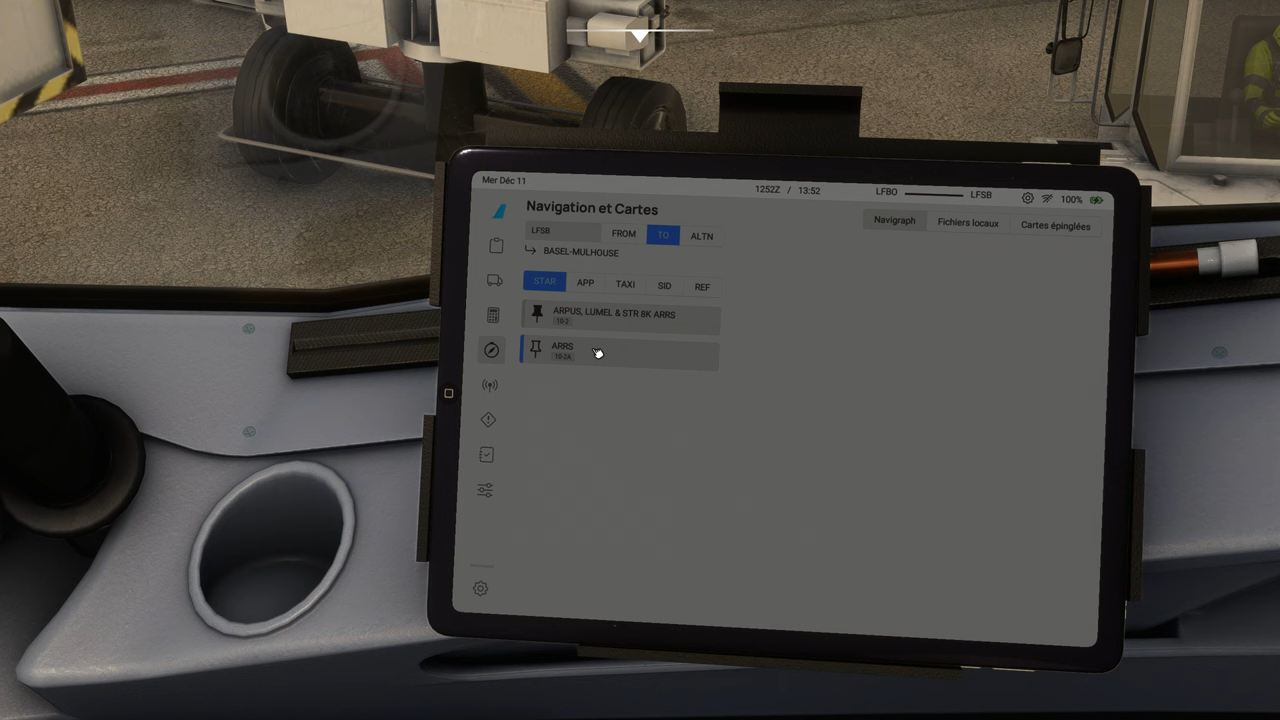 Mer Déc 11
1252Z / 13:52
LFBO LFSB
100%
Navigation et Cartes
Navigraph Fichiers locaux Cartes épinglées
LFSB FROM TO ALTN
BASEL-MULHOUSE
STAR APP TAXI SID REF
ARPUS, LUMEL & STR 8K ARRS
10-2
ARRS
10-2A